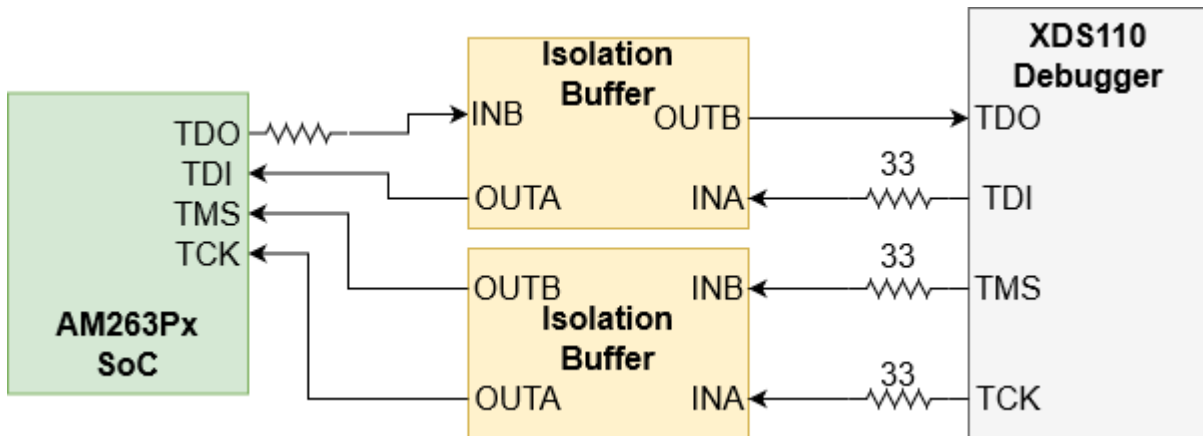 XDS110
Debugger
Isolation
Buffer
INB
OUTB
TDO
TDO
33
TDI
OUTA
INA
TDI
TMS
TCK
33
OUTB
INB
TMS
Isolation
Buffer
AM263Px
SoC
33
OUTA
INA
TCK